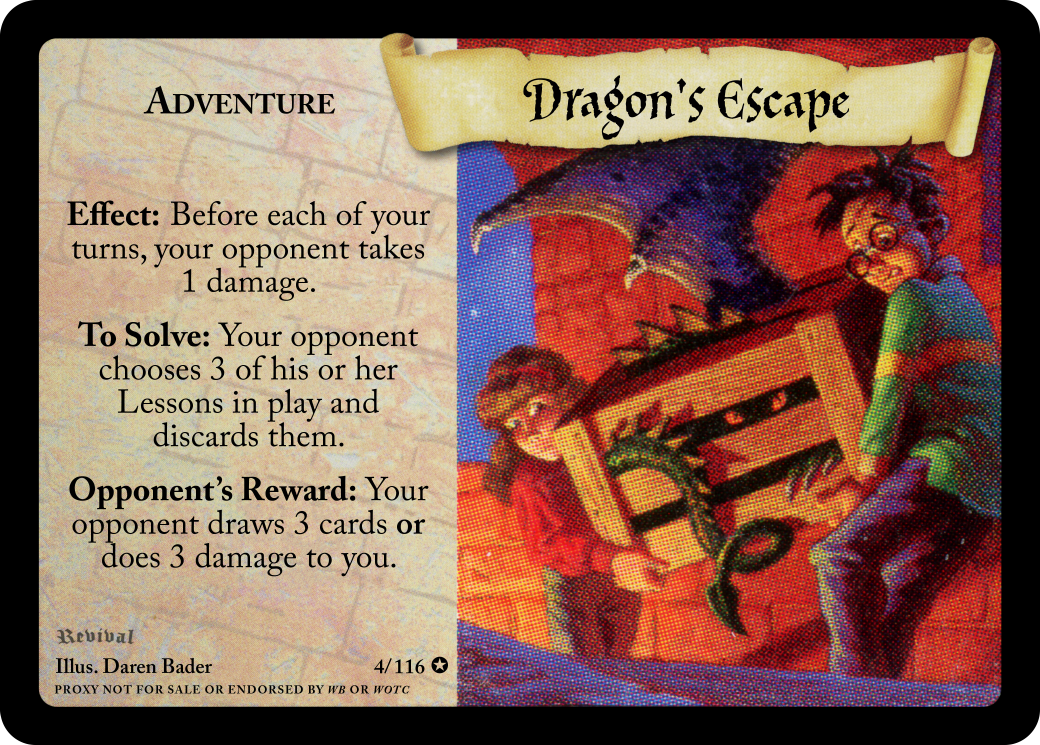 Adventure
Dragon's Escape
Effect: Before each of your
turns, your opponent takes
1 damage.
To Solve: Your opponent
chooses 3 of his or her
Lessons in play and
discards them.
Opponent’s Reward: Your
opponent draws 3 cards or
does 3 damage to you.
Revival
Illus. Daren Bader 4/116
PROXY NOT FOR SALE OR ENDORSED BY WB OR WOTC